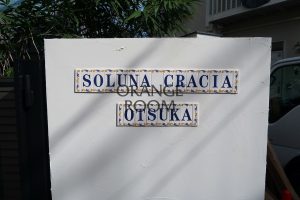 SOLUNA CRACIA
ORANGE
ROOM
OTSUKA